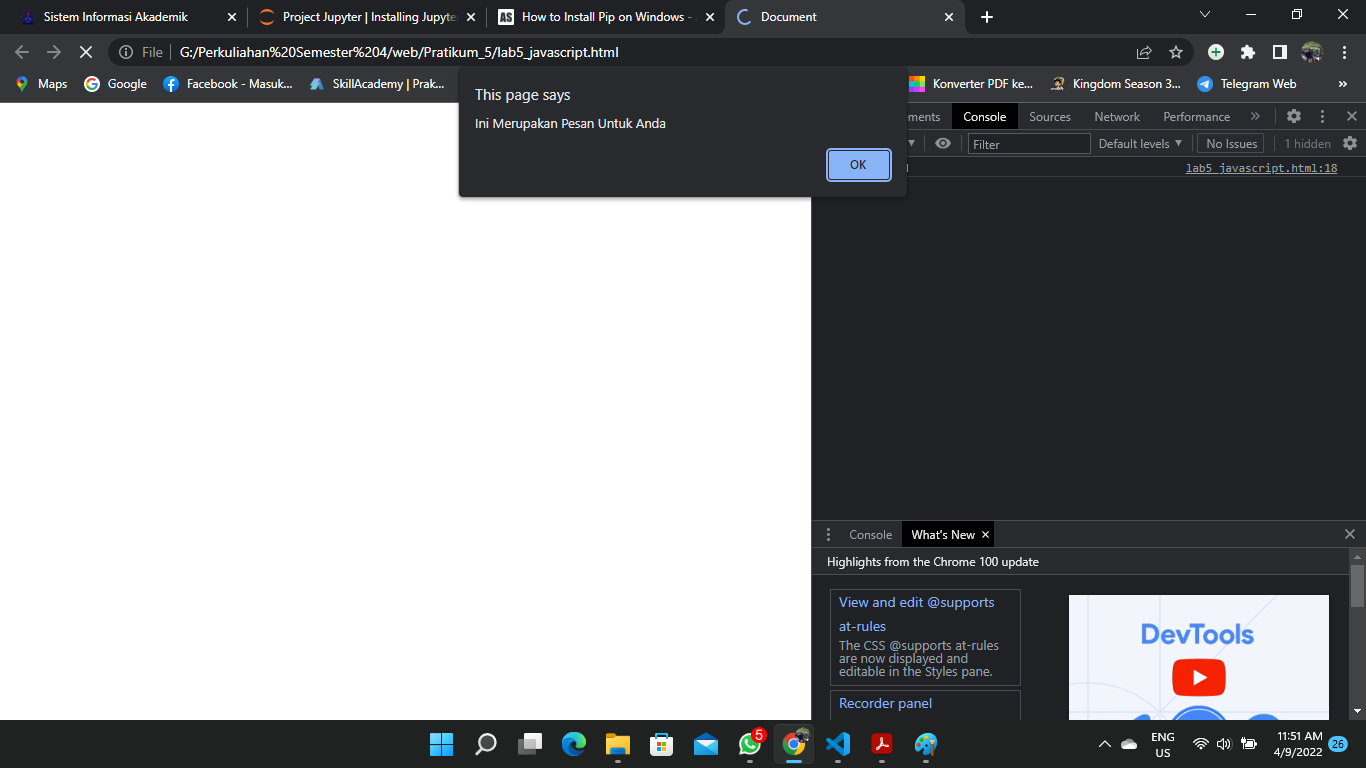 Sistem Informasi Akademik
Project Jupyter | Installing Jupyte
How to Install Pip on Windows -
Document
File
G:/Perkuliahan%20Semester%204/web/Pratikum_5/lab5_javascript.html
Maps
Google
Facebook - Masuk...
SkillAcademy | Prak...
Konverter PDF ke...
Kingdom Season 3...
Telegram Web
This page says
Ini Merupakan Pesan Untuk Anda
OK
ments
Console
Sources
Network
Performance
Filter
Default levels
No Issues
1 hidden
lab5_javascript.html:18
Console
What's New
Highlights from the Chrome 100 update
View and edit @supports
at-rules
The CSS @supports at-rules
are now displayed and
editable in the Styles pane.
Recorder panel
DevTools
5
ENG
US
11:51 AM
4/9/2022
26